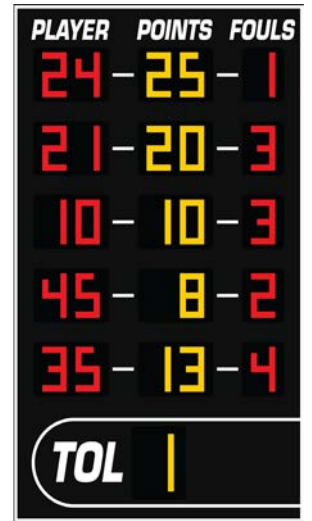 PLAYER POINTS FOULS
24-25-1
21-20-3
10-10-3
45-8-2
35-13-4
TOL 1